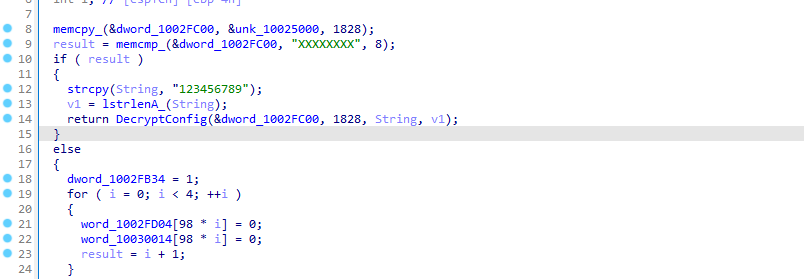 7
8 memcpy_(&dword_1002FC00, &unk_10025000, 1828);
9 result = memcmp_(&dword_1002FC00, "XXXXXXXX", 8);
10 if ( result )
11 {
12 strcpy(String, "123456789");
13 v1 = lstrlenA_(String);
14 return DecryptConfig(&dword_1002FC00, 1828, String, v1);
15 }
16 else
17 {
18 dword_1002FB34 = 1;
19 for ( i = 0; i < 4; ++i )
20 {
21 word_1002FD04[98 * i] = 0;
22 word_10030014[98 * i] = 0;
23 result = i + 1;
24 }